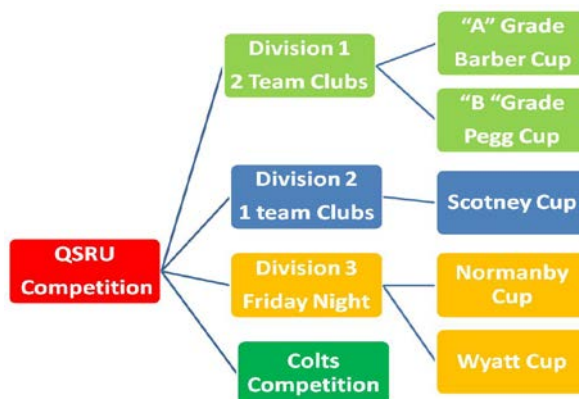 Division 1
2 Team Clubs
“A” Grade
Barber Cup
“B “Grade
Pegg Cup
Division 2
1 team Clubs
Scotney Cup
QSRU
Competition
Division 3
Friday Night
Normanby
Cup
Wyatt Cup
Colts
Competition